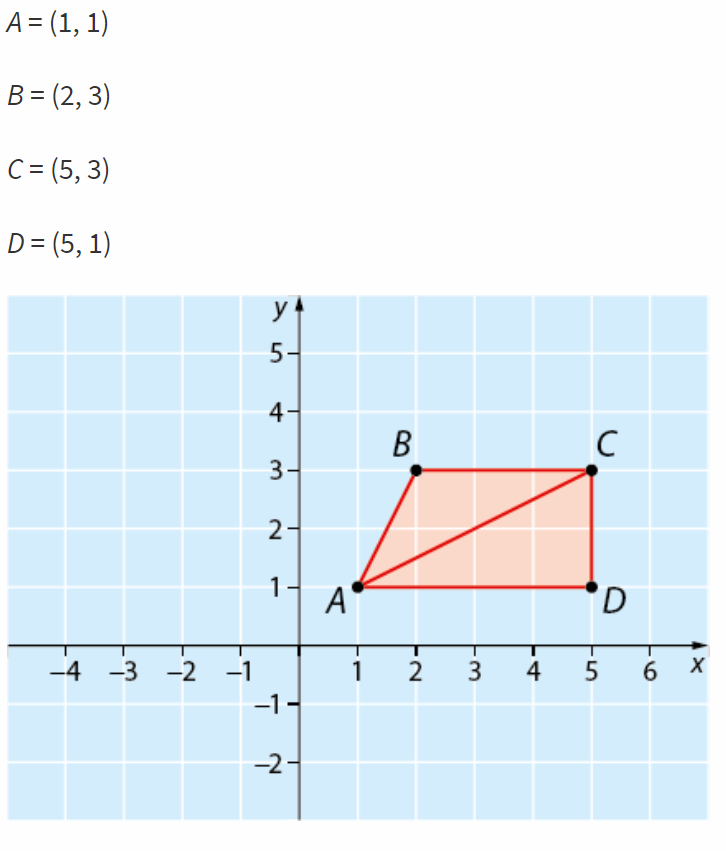 A = (1, 1)
B = (2, 3)
C = (5, 3)
D = (5, 1)
y
5
4
B C
3
2
1
A D
–4 –3 –2 –1 1 2 3 4 5 6 x
–1
–2